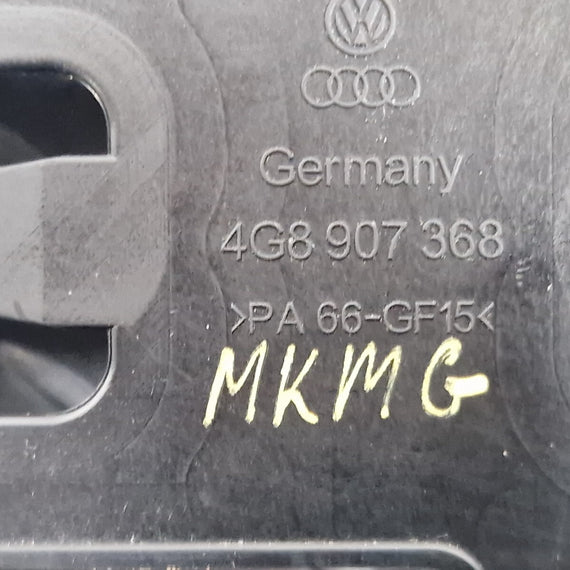 Germany
4G8 907 368
>PA 66-GF15<
MKMG